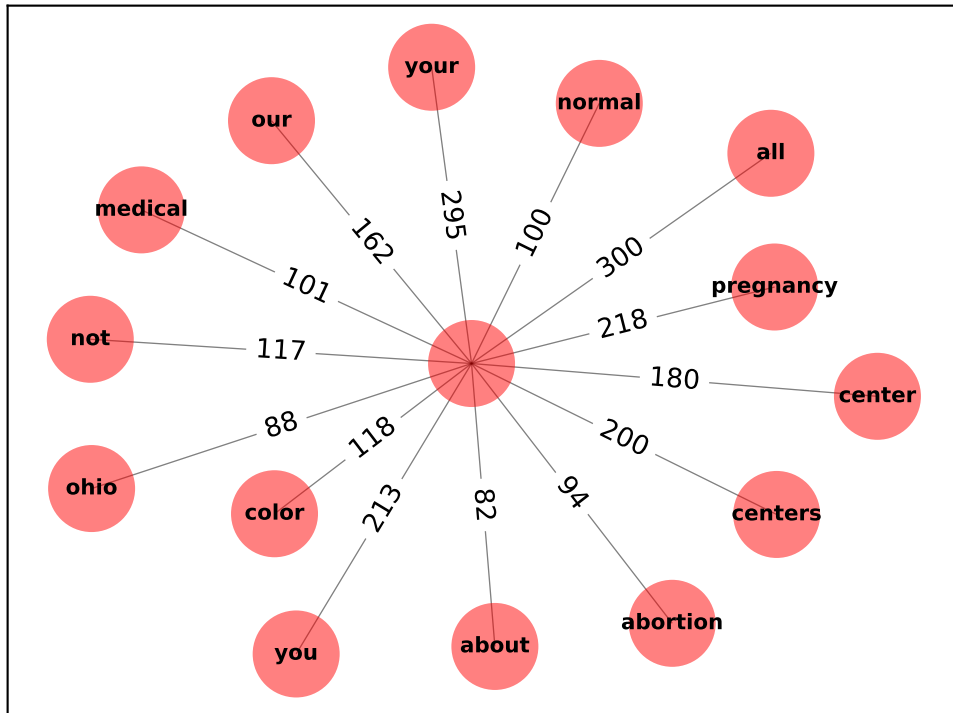 your
normal
our
all
medical
295
100
162
300
101
pregnancy
218
not
117
180
center
88
118
200
ohio
213
82
94
color
centers
abortion
about
you